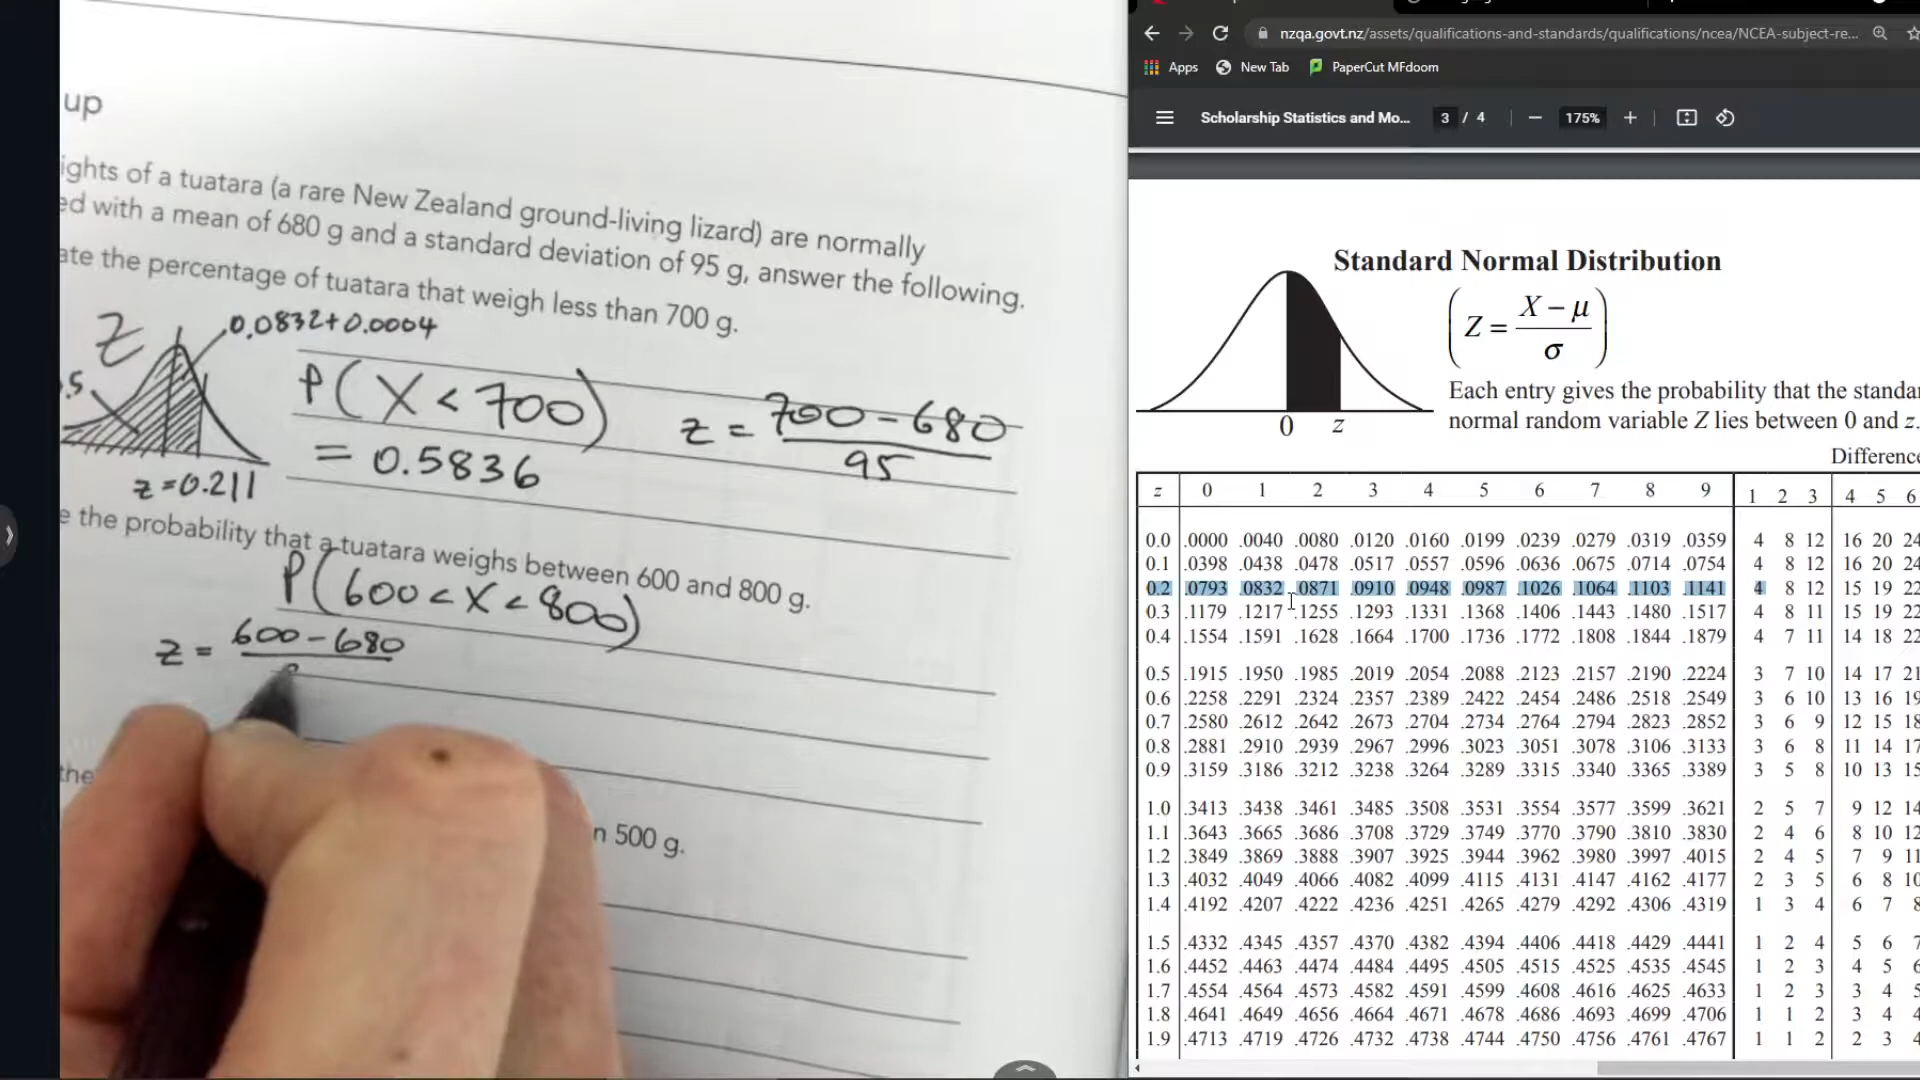 nzqa.govt.nz/assets/qualifications-and-standards/qualifications/ncea/NCEA-subject-re...
Apps New Tab PaperCut MFdoom
Scholarship Statistics and Mo... 3 / 4 175%
up
ights of a tuatara (a rare New Zealand ground-living lizard) are normally
ed with a mean of 680 g and a standard deviation of 95 g, answer the following.
ate the percentage of tuatara that weigh less than 700 g.
Z 0.0832+0.0004
.5
P(X < 700) z = 700 - 680
95
= 0.5836
z = 0.211
e the probability that a tuatara weighs between 600 and 800 g.
P(600 < X < 800)
z = 600 - 680
the
n 500 g.
Standard Normal Distribution
(Z = X − μ
σ)
Each entry gives the probability that the standa
normal random variable Z lies between 0 and z.
0 z
Difference
z 0 1 2 3 4 5 6 7 8 9 1 2 3 4 5 6
0.0 .0000 .0040 .0080 .0120 .0160 .0199 .0239 .0279 .0319 .0359 4 8 12 16 20 24
0.1 .0398 .0438 .0478 .0517 .0557 .0596 .0636 .0675 .0714 .0754 4 8 12 16 20 24
0.2 .0793 .0832 .0871 .0910 .0948 .0987 .1026 .1064 .1103 .1141 4 8 12 15 19 22
0.3 .1179 .1217 .1255 .1293 .1331 .1368 .1406 .1443 .1480 .1517 4 8 11 15 19 22
0.4 .1554 .1591 .1628 .1664 .1700 .1736 .1772 .1808 .1844 .1879 4 7 11 14 18 22
0.5 .1915 .1950 .1985 .2019 .2054 .2088 .2123 .2157 .2190 .2224 3 7 10 14 17 21
0.6 .2258 .2291 .2324 .2357 .2389 .2422 .2454 .2486 .2518 .2549 3 6 10 13 16 19
0.7 .2580 .2612 .2642 .2673 .2704 .2734 .2764 .2794 .2823 .2852 3 6 9 12 15 18
0.8 .2881 .2910 .2939 .2967 .2996 .3023 .3051 .3078 .3106 .3133 3 6 8 11 14 17
0.9 .3159 .3186 .3212 .3238 .3264 .3289 .3315 .3340 .3365 .3389 3 5 8 10 13 15
1.0 .3413 .3438 .3461 .3485 .3508 .3531 .3554 .3577 .3599 .3621 2 5 7 9 12 14
1.1 .3643 .3665 .3686 .3708 .3729 .3749 .3770 .3790 .3810 .3830 2 4 6 8 10 12
1.2 .3849 .3869 .3888 .3907 .3925 .3944 .3962 .3980 .3997 .4015 2 4 5 7 9 11
1.3 .4032 .4049 .4066 .4082 .4099 .4115 .4131 .4147 .4162 .4177 2 3 5 6 8 10
1.4 .4192 .4207 .4222 .4236 .4251 .4265 .4279 .4292 .4306 .4319 1 3 4 6 7 8
1.5 .4332 .4345 .4357 .4370 .4382 .4394 .4406 .4418 .4429 .4441 1 2 4 5 6 7
1.6 .4452 .4463 .4474 .4484 .4495 .4505 .4515 .4525 .4535 .4545 1 2 3 4 5 6
1.7 .4554 .4564 .4573 .4582 .4591 .4599 .4608 .4616 .4625 .4633 1 2 3 3 4 5
1.8 .4641 .4649 .4656 .4664 .4671 .4678 .4686 .4693 .4699 .4706 1 1 2 3 4 4
1.9 .4713 .4719 .4726 .4732 .4738 .4744 .4750 .4756 .4761 .4767 1 1 2 2 3 4